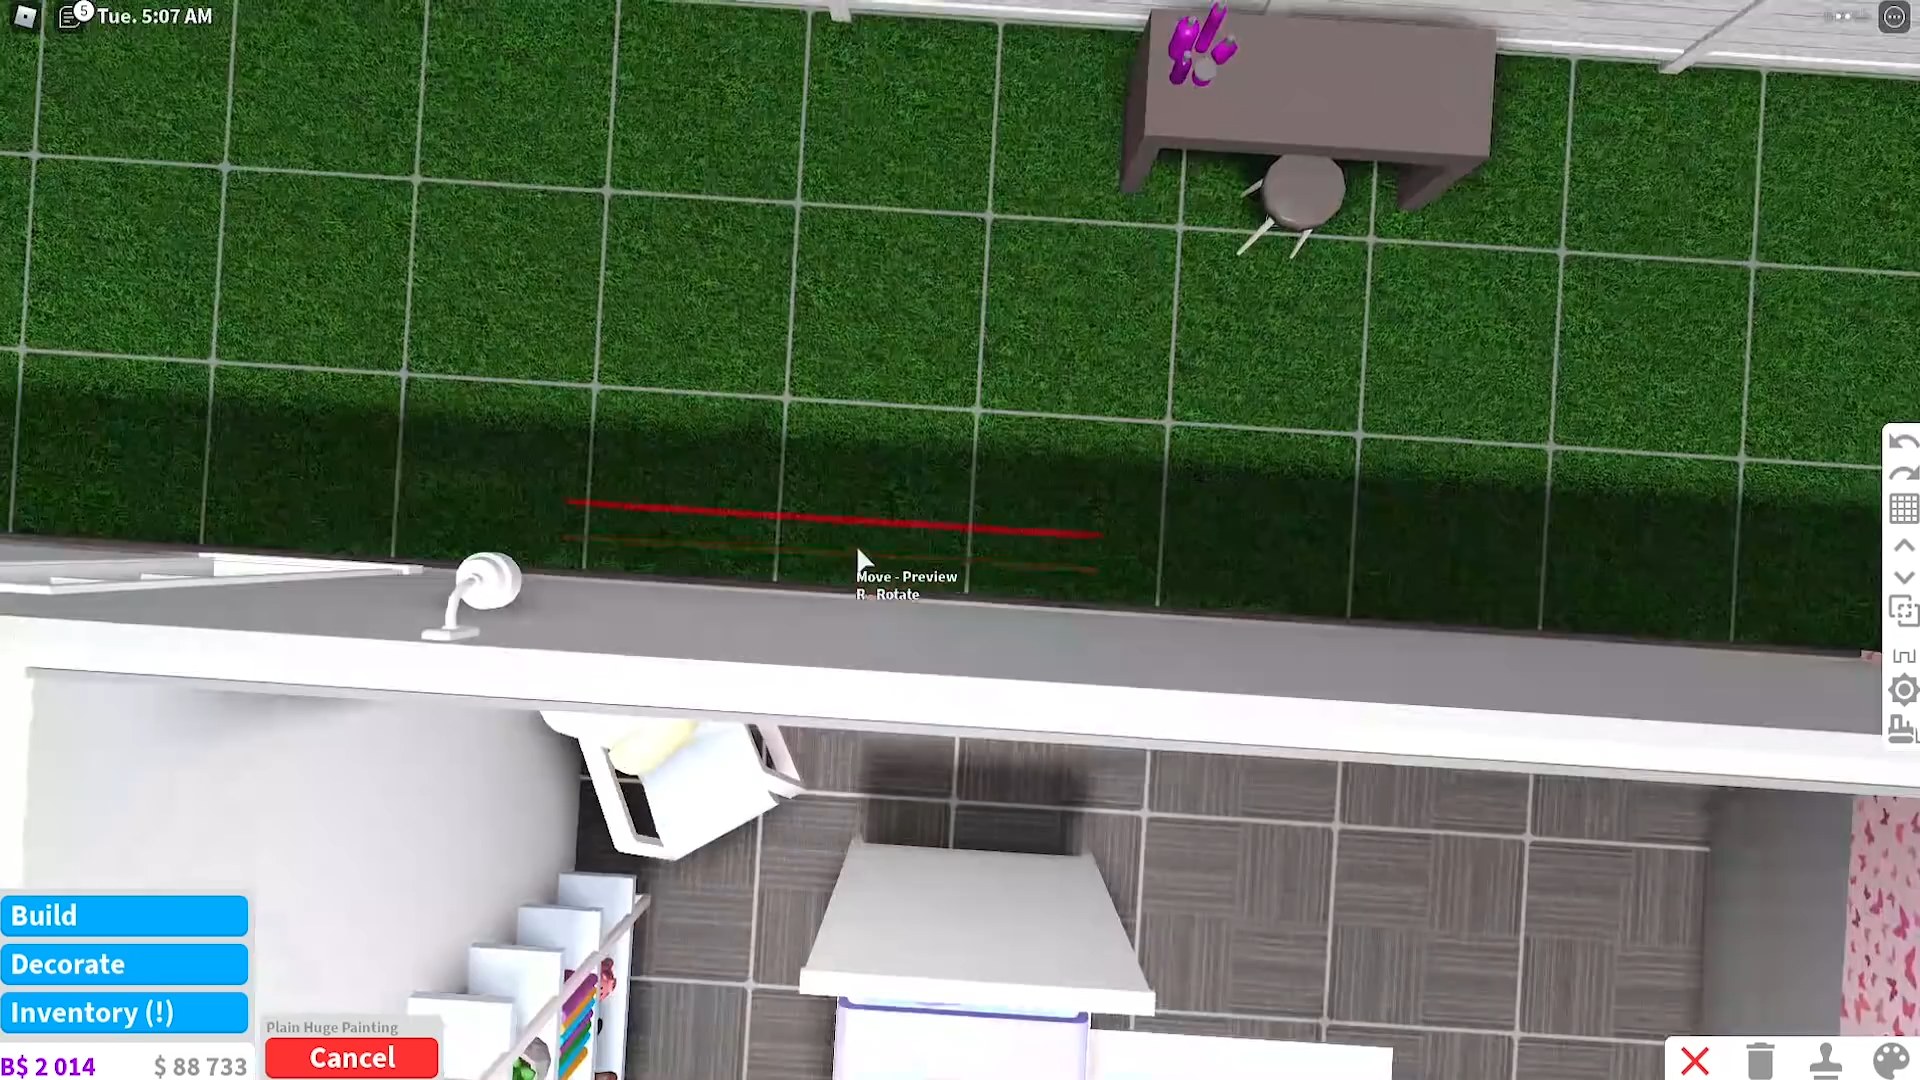 5
Tue. 5:07 AM
Move - Preview
R - Rotate
Build
Decorate
Inventory (!)
Plain Huge Painting
Cancel
B$ 2 014
$ 88 733